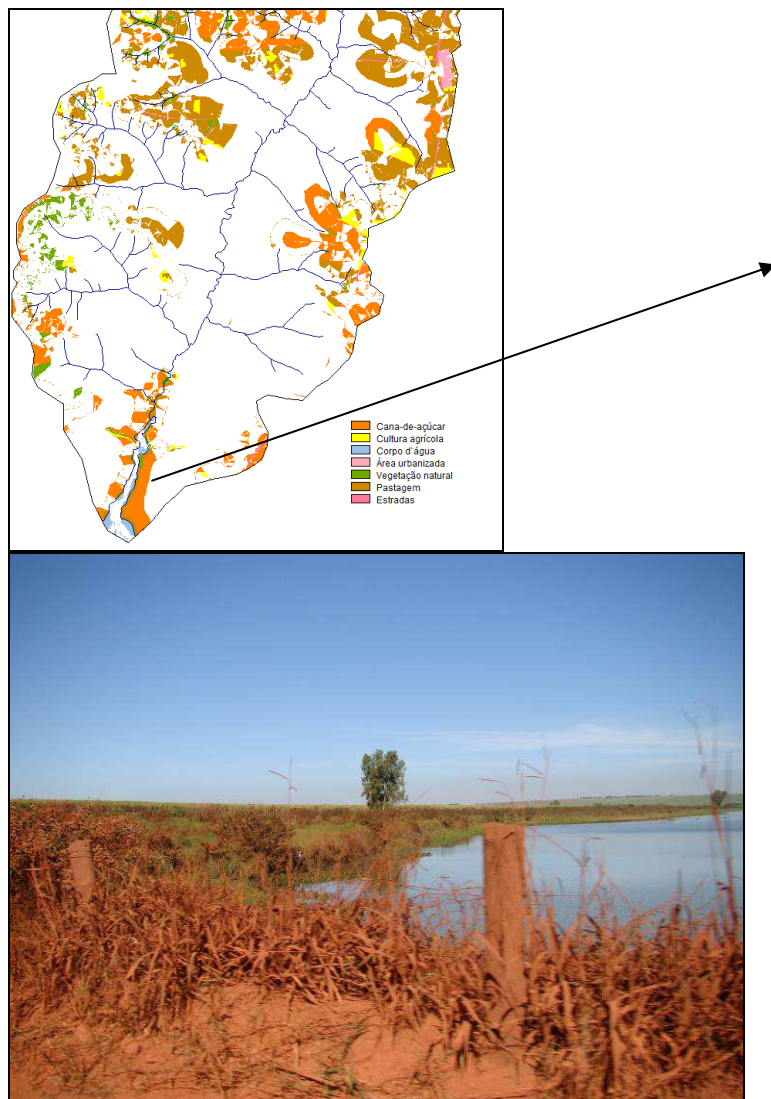 Cana-de-açúcar
Cultura agrícola
Corpo d´água
Área urbanizada
Vegetação natural
Pastagem
Estradas